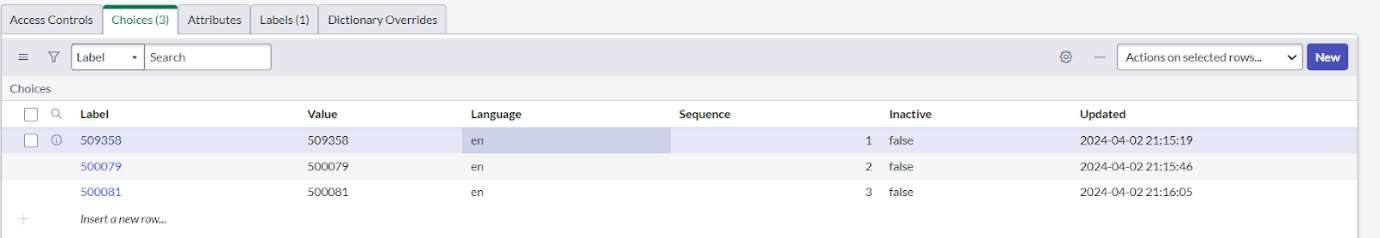 Access Controls Choices (3) Attributes Labels (1) Dictionary Overrides
Label Search Actions on selected rows... New
Choices
Label Value Language Sequence Inactive Updated
509358 509358 en 1 false 2024-04-02 21:15:19
500079 500079 en 2 false 2024-04-02 21:15:46
500081 500081 en 3 false 2024-04-02 21:16:05
Insert a new row...